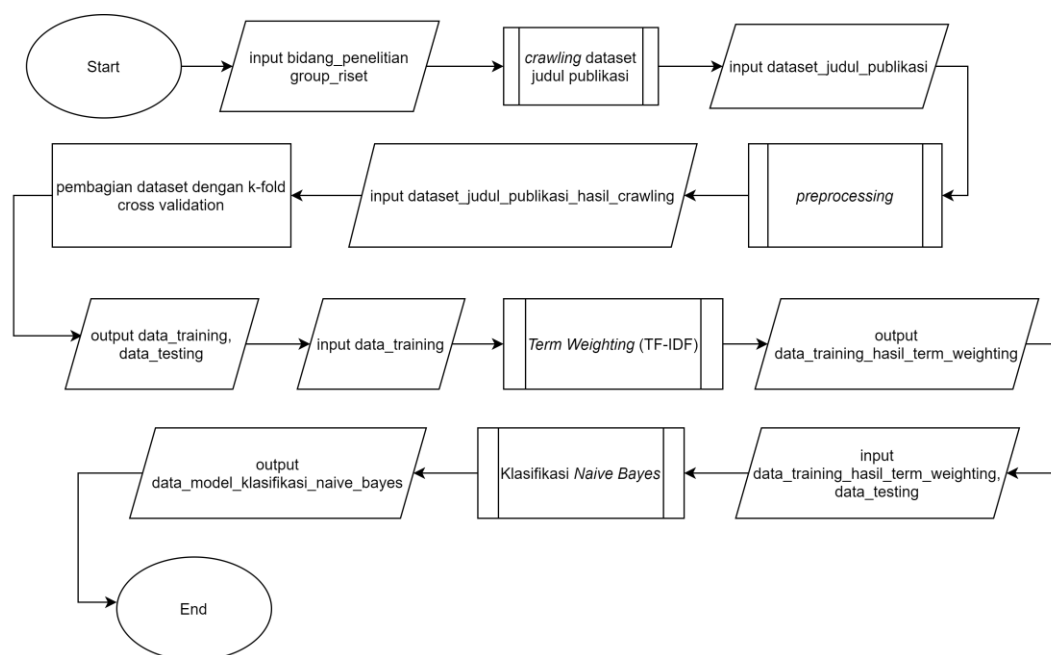 Start
input bidang_penelitian
group_riset
crawling dataset
judul publikasi
input dataset_judul_publikasi
preprocessing
input dataset_judul_publikasi_hasil_crawling
pembagian dataset dengan k-fold
cross validation
output data_training,
data_testing
input data_training
Term Weighting (TF-IDF)
output
data_training_hasil_term_weighting
input
data_training_hasil_term_weighting,
data_testing
Klasifikasi Naive Bayes
output
data_model_klasifikasi_naive_bayes
End